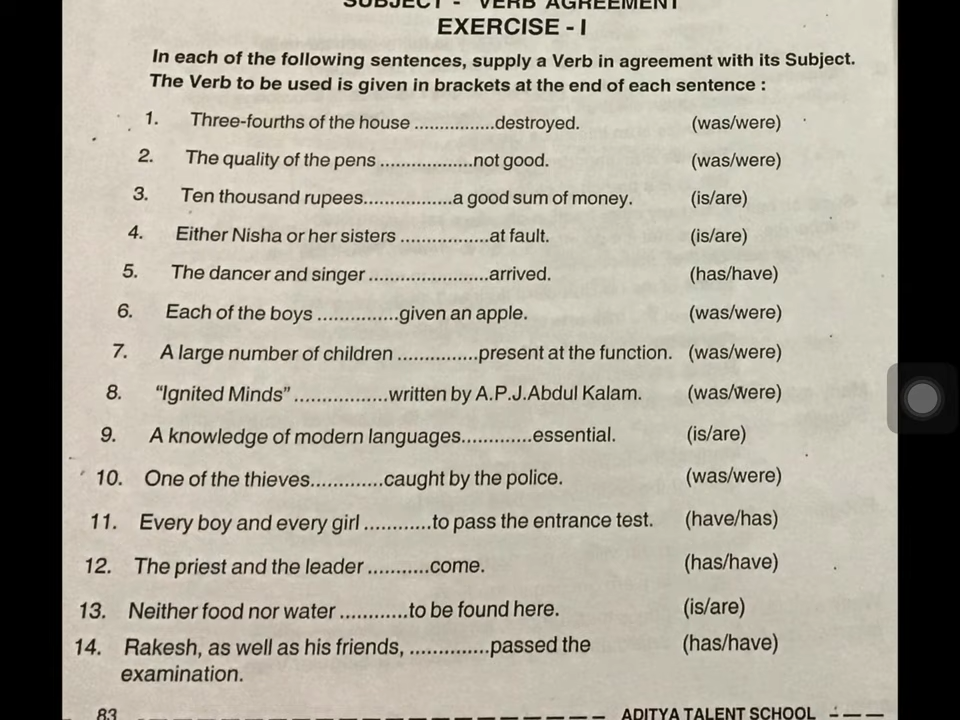 SUBJECT - VERB AGREEMENT
EXERCISE - I
In each of the following sentences, supply a Verb in agreement with its Subject.
The Verb to be used is given in brackets at the end of each sentence :
1. Three-fourths of the house ................destroyed. (was/were)
2. The quality of the pens ...................not good. (was/were)
3. Ten thousand rupees..................a good sum of money. (is/are)
4. Either Nisha or her sisters ..................at fault. (is/are)
5. The dancer and singer ........................arrived. (has/have)
6. Each of the boys ...............given an apple. (was/were)
7. A large number of children ...............present at the function. (was/were)
8. “Ignited Minds” .................written by A.P.J.Abdul Kalam. (was/were)
9. A knowledge of modern languages.............essential. (is/are)
10. One of the thieves.............caught by the police. (was/were)
11. Every boy and every girl ............to pass the entrance test. (have/has)
12. The priest and the leader ...........come. (has/have)
13. Neither food nor water ............to be found here. (is/are)
14. Rakesh, as well as his friends, ..............passed the (has/have)
examination.
83 ADITYA TALENT SCHOOL